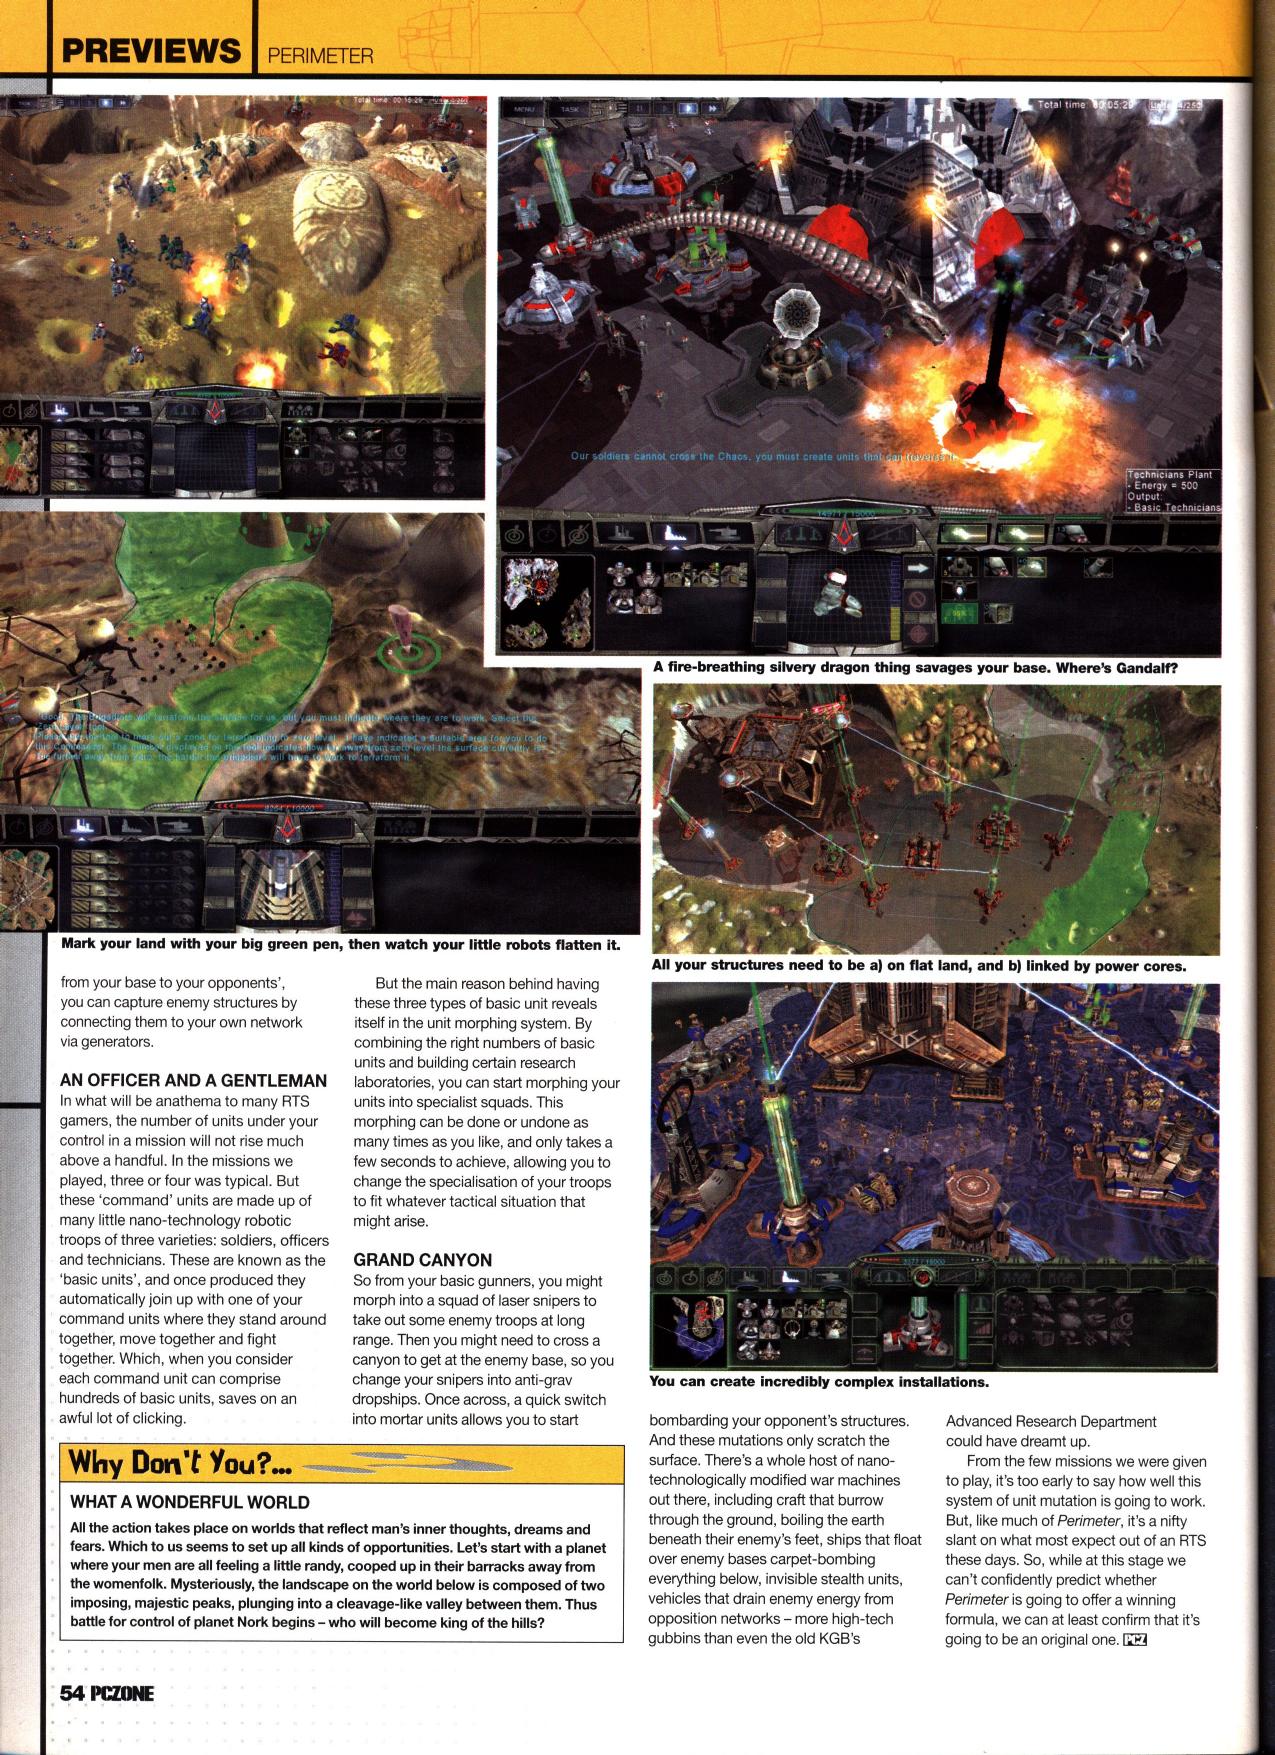 PREVIEWS PERIMETER
Total time: 00:15:29
MENU TASK
Total time: 00:05:29
Our soldiers cannot cross the Chaos, you must create units that can traverse it.
Technicians Plant
- Energy = 500
Output:
- Basic Technicians
A fire-breathing silvery dragon thing savages your base. Where's Gandalf?
Mark your land with your big green pen, then watch your little robots flatten it.
All your structures need to be a) on flat land, and b) linked by power cores.
from your base to your opponents',
you can capture enemy structures by
connecting them to your own network
via generators.
AN OFFICER AND A GENTLEMAN
In what will be anathema to many RTS
gamers, the number of units under your
control in a mission will not rise much
above a handful. In the missions we
played, three or four was typical. But
these 'command' units are made up of
many little nano-technology robotic
troops of three varieties: soldiers, officers
and technicians. These are known as the
'basic units', and once produced they
automatically join up with one of your
command units where they stand around
together, move together and fight
together. Which, when you consider
each command unit can comprise
hundreds of basic units, saves on an
awful lot of clicking.
But the main reason behind having
these three types of basic unit reveals
itself in the unit morphing system. By
combining the right numbers of basic
units and building certain research
laboratories, you can start morphing your
units into specialist squads. This
morphing can be done or undone as
many times as you like, and only takes a
few seconds to achieve, allowing you to
change the specialisation of your troops
to fit whatever tactical situation that
might arise.
GRAND CANYON
So from your basic gunners, you might
morph into a squad of laser snipers to
take out some enemy troops at long
range. Then you might need to cross a
canyon to get at the enemy base, so you
change your snipers into anti-grav
dropships. Once across, a quick switch
into mortar units allows you to start
You can create incredibly complex installations.
bombarding your opponent's structures.
And these mutations only scratch the
surface. There's a whole host of nano-
technologically modified war machines
out there, including craft that burrow
through the ground, boiling the earth
beneath their enemy's feet, ships that float
over enemy bases carpet-bombing
everything below, invisible stealth units,
vehicles that drain enemy energy from
opposition networks – more high-tech
gubbins than even the old KGB's
Advanced Research Department
could have dreamt up.
From the few missions we were given
to play, it's too early to say how well this
system of unit mutation is going to work.
But, like much of Perimeter, it's a nifty
slant on what most expect out of an RTS
these days. So, while at this stage we
can't confidently predict whether
Perimeter is going to offer a winning
formula, we can at least confirm that it's
going to be an original one. PCZ
Why Don't You?...
WHAT A WONDERFUL WORLD
All the action takes place on worlds that reflect man's inner thoughts, dreams and
fears. Which to us seems to set up all kinds of opportunities. Let's start with a planet
where your men are all feeling a little randy, cooped up in their barracks away from
the womenfolk. Mysteriously, the landscape on the world below is composed of two
imposing, majestic peaks, plunging into a cleavage-like valley between them. Thus
battle for control of planet Nork begins – who will become king of the hills?
54 PCZONE